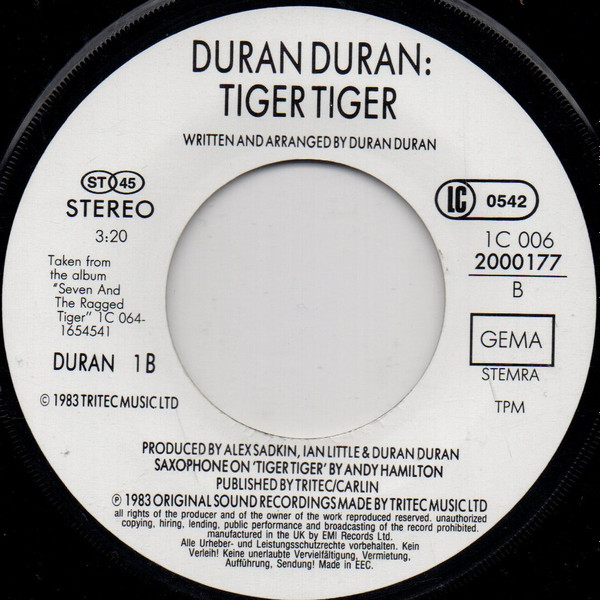 DURAN DURAN:
TIGER TIGER
WRITTEN AND ARRANGED BY DURAN DURAN
ST 45
STEREO
3:20
Taken from
the album
"Seven And
The Ragged
Tiger" 1C 064-
1654541
DURAN 1B
© 1983 TRITEC MUSIC LTD
LC 0542
1C 006
2000177
B
GEMA
STEMRA
TPM
PRODUCED BY ALEX SADKIN, IAN LITTLE & DURAN DURAN
SAXOPHONE ON 'TIGER TIGER' BY ANDY HAMILTON
PUBLISHED BY TRITEC/CARLIN
℗ 1983 ORIGINAL SOUND RECORDINGS MADE BY TRITEC MUSIC LTD
all rights of the producer and of the owner of the work reproduced reserved. unauthorized
copying, hiring, lending, public performance and broadcasting of the record prohibited.
manufactured in the UK by EMI Records Ltd.
Alle Urheber- und Leistungsschutzrechte vorbehalten. Kein
Verleih! Keine unerlaubte Vervielfältigung, Vermietung,
Aufführung, Sendung! Made in EEC.